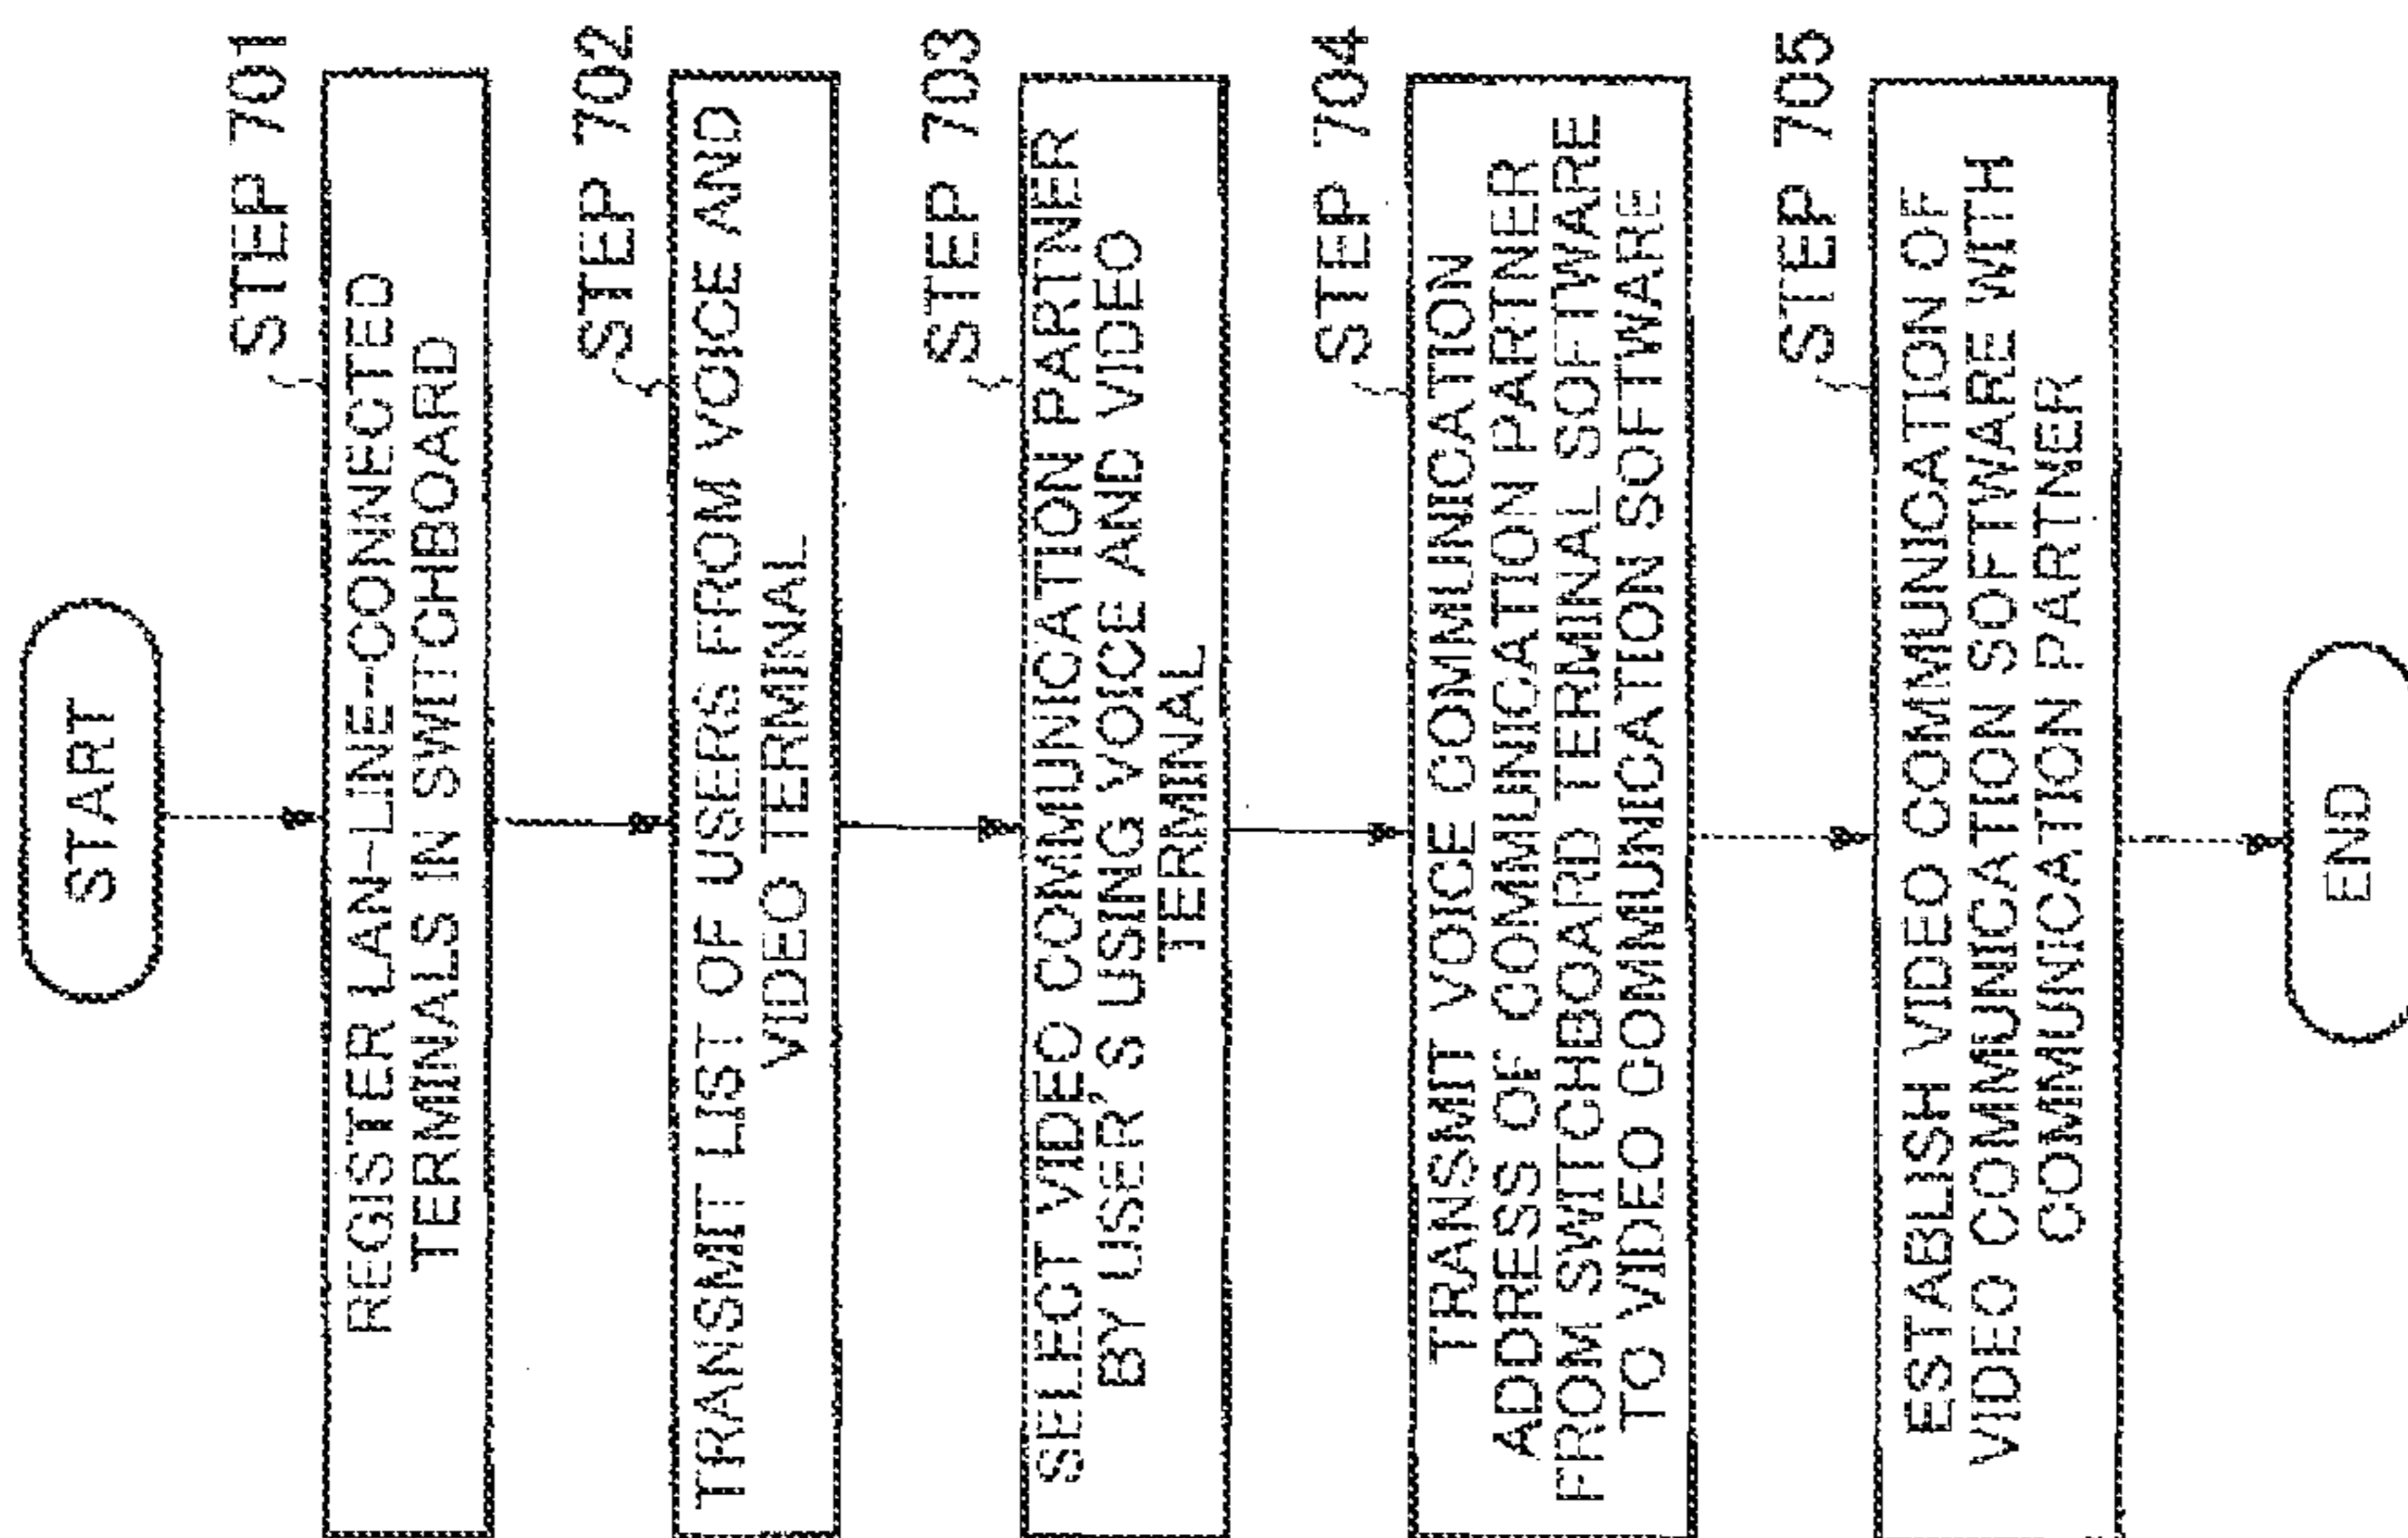 START
STEP 701
REGISTER LAN-LINE-CONNECTED
TERMINALS IN SWITCHBOARD
STEP 702
TRANSMIT LIST OF USERS FROM VOICE AND
VIDEO TERMINAL
STEP 703
SELECT VIDEO COMMUNICATION PARTNER
BY USER'S USING VOICE AND VIDEO
TERMINAL
STEP 704
TRANSMIT VOICE COMMUNICATION
ADDRESS OF COMMUNICATION PARTNER
FROM SWITCHBOARD TERMINAL SOFTWARE
TO VIDEO COMMUNICATION SOFTWARE
STEP 705
ESTABLISH VIDEO COMMUNICATION OF
VIDEO COMMUNICATION SOFTWARE WITH
COMMUNICATION PARTNER
END